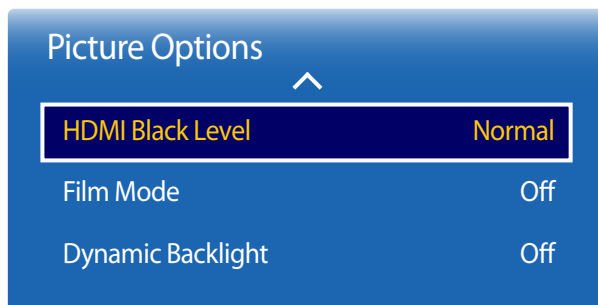 Picture Options
HDMI Black Level Normal
Film Mode Off
Dynamic Backlight Off